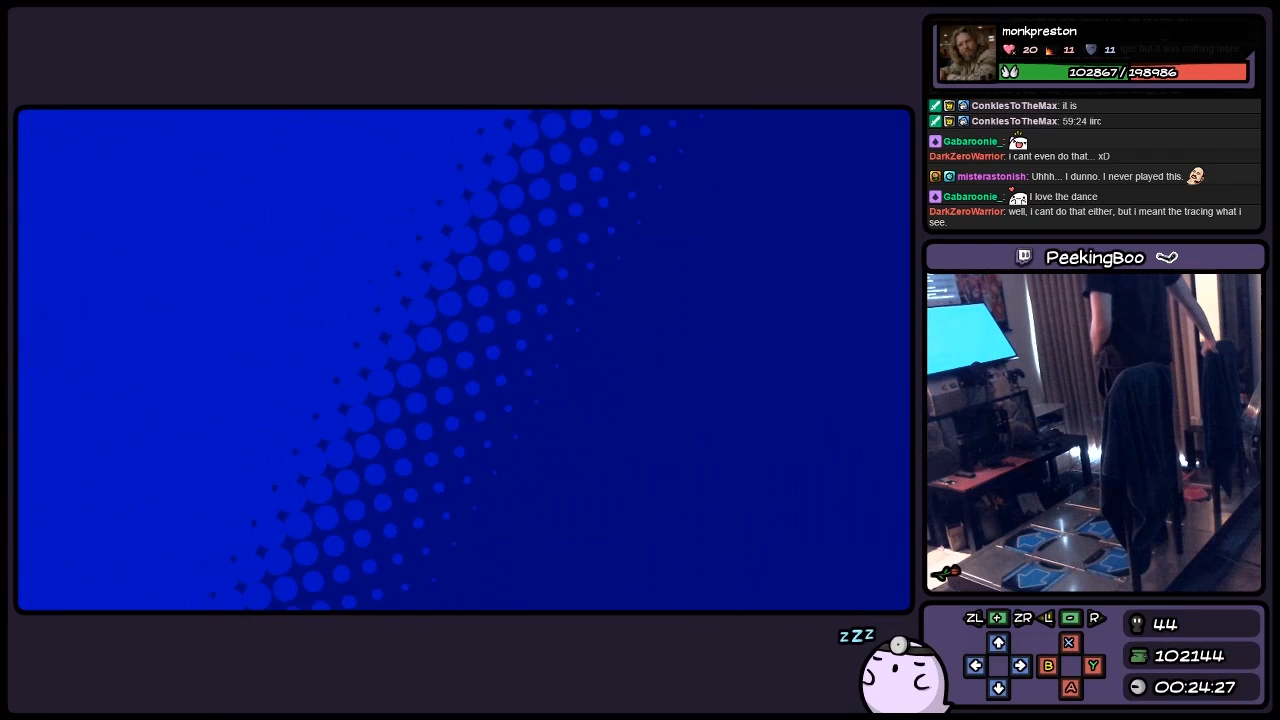 monkpreston
20 11 11
102867 / 198986
ConklesToTheMax: it is
ConklesToTheMax: 59:24 iirc
Gabaroonie_:
DarkZeroWarrior: i cant even do that... xD
misterastonish: Uhhh... I dunno. I never played this.
Gabaroonie_: I love the dance
DarkZeroWarrior: well, i cant do that either, but i meant the tracing what i
see.
PeekingBoo
zZz
ZL + ZR L - R
X
B Y
A
44
102144
00:24:27